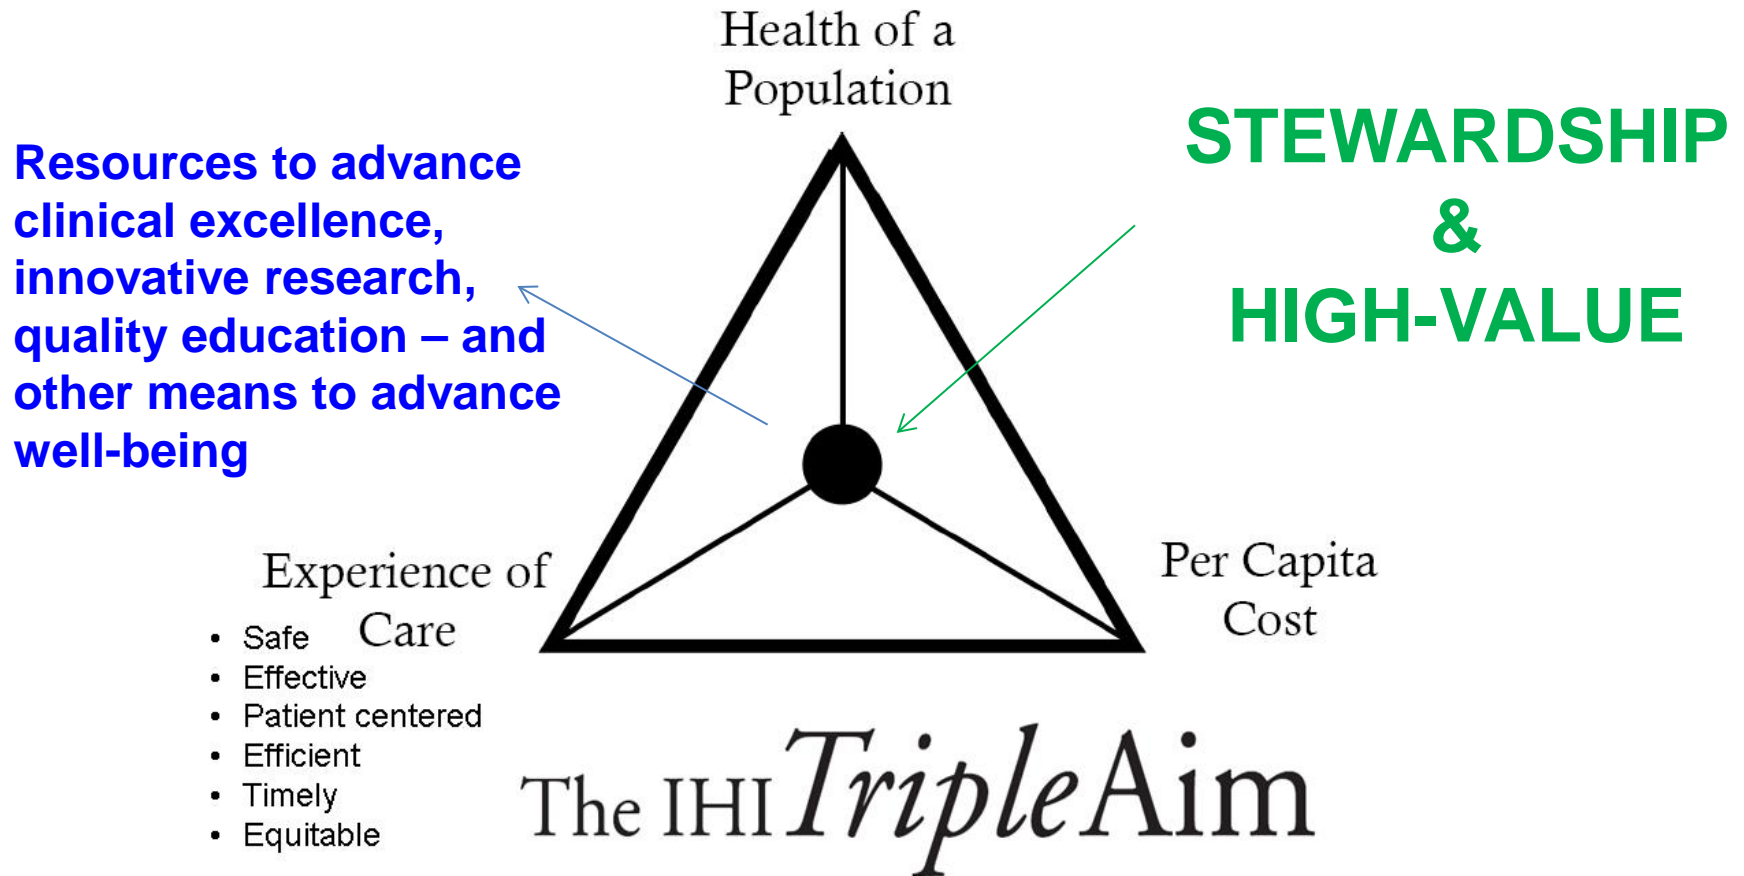 Health of a
Population
Resources to advance
clinical excellence,
innovative research,
quality education – and
other means to advance
well-being
STEWARDSHIP
&
HIGH-VALUE
Experience of
Care
• Safe
• Effective
• Patient centered
• Efficient
• Timely
• Equitable
Per Capita
Cost
The IHI Triple Aim